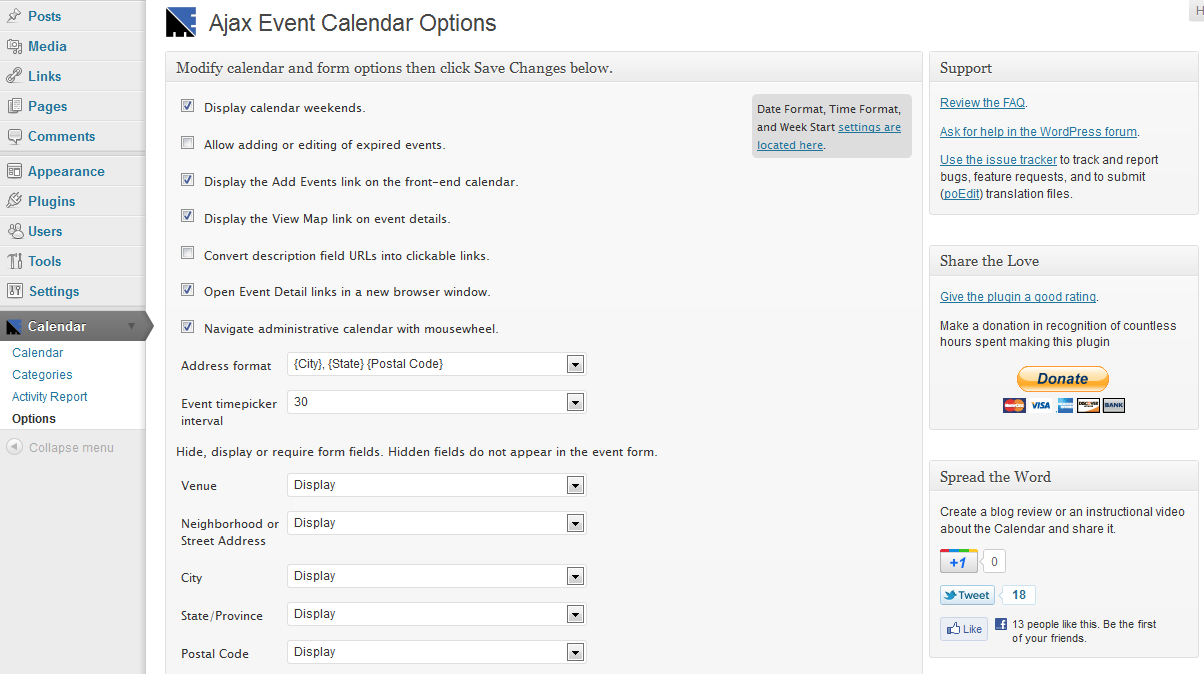 Posts
Media
Links
Pages
Comments
Appearance
Plugins
Users
Tools
Settings
Calendar
Calendar
Categories
Activity Report
Options
Collapse menu
Ajax Event Calendar Options
H
Modify calendar and form options then click Save Changes below.
Display calendar weekends.
Allow adding or editing of expired events.
Display the Add Events link on the front-end calendar.
Display the View Map link on event details.
Convert description field URLs into clickable links.
Open Event Detail links in a new browser window.
Navigate administrative calendar with mousewheel.
Date Format, Time Format,
and Week Start settings are
located here.
Address format {City}, {State} {Postal Code}
Event timepicker
interval
30
Hide, display or require form fields. Hidden fields do not appear in the event form.
Venue Display
Neighborhood or
Street Address
Display
City Display
State/Province Display
Postal Code Display
Support
Review the FAQ.
Ask for help in the WordPress forum.
Use the issue tracker to track and report
bugs, feature requests, and to submit
(poEdit) translation files.
Share the Love
Give the plugin a good rating.
Make a donation in recognition of countless
hours spent making this plugin
Donate
MasterCard VISA DISCOVER BANK
Spread the Word
Create a blog review or an instructional video
about the Calendar and share it.
+1 0
Tweet 18
Like 13 people like this. Be the first
of your friends.